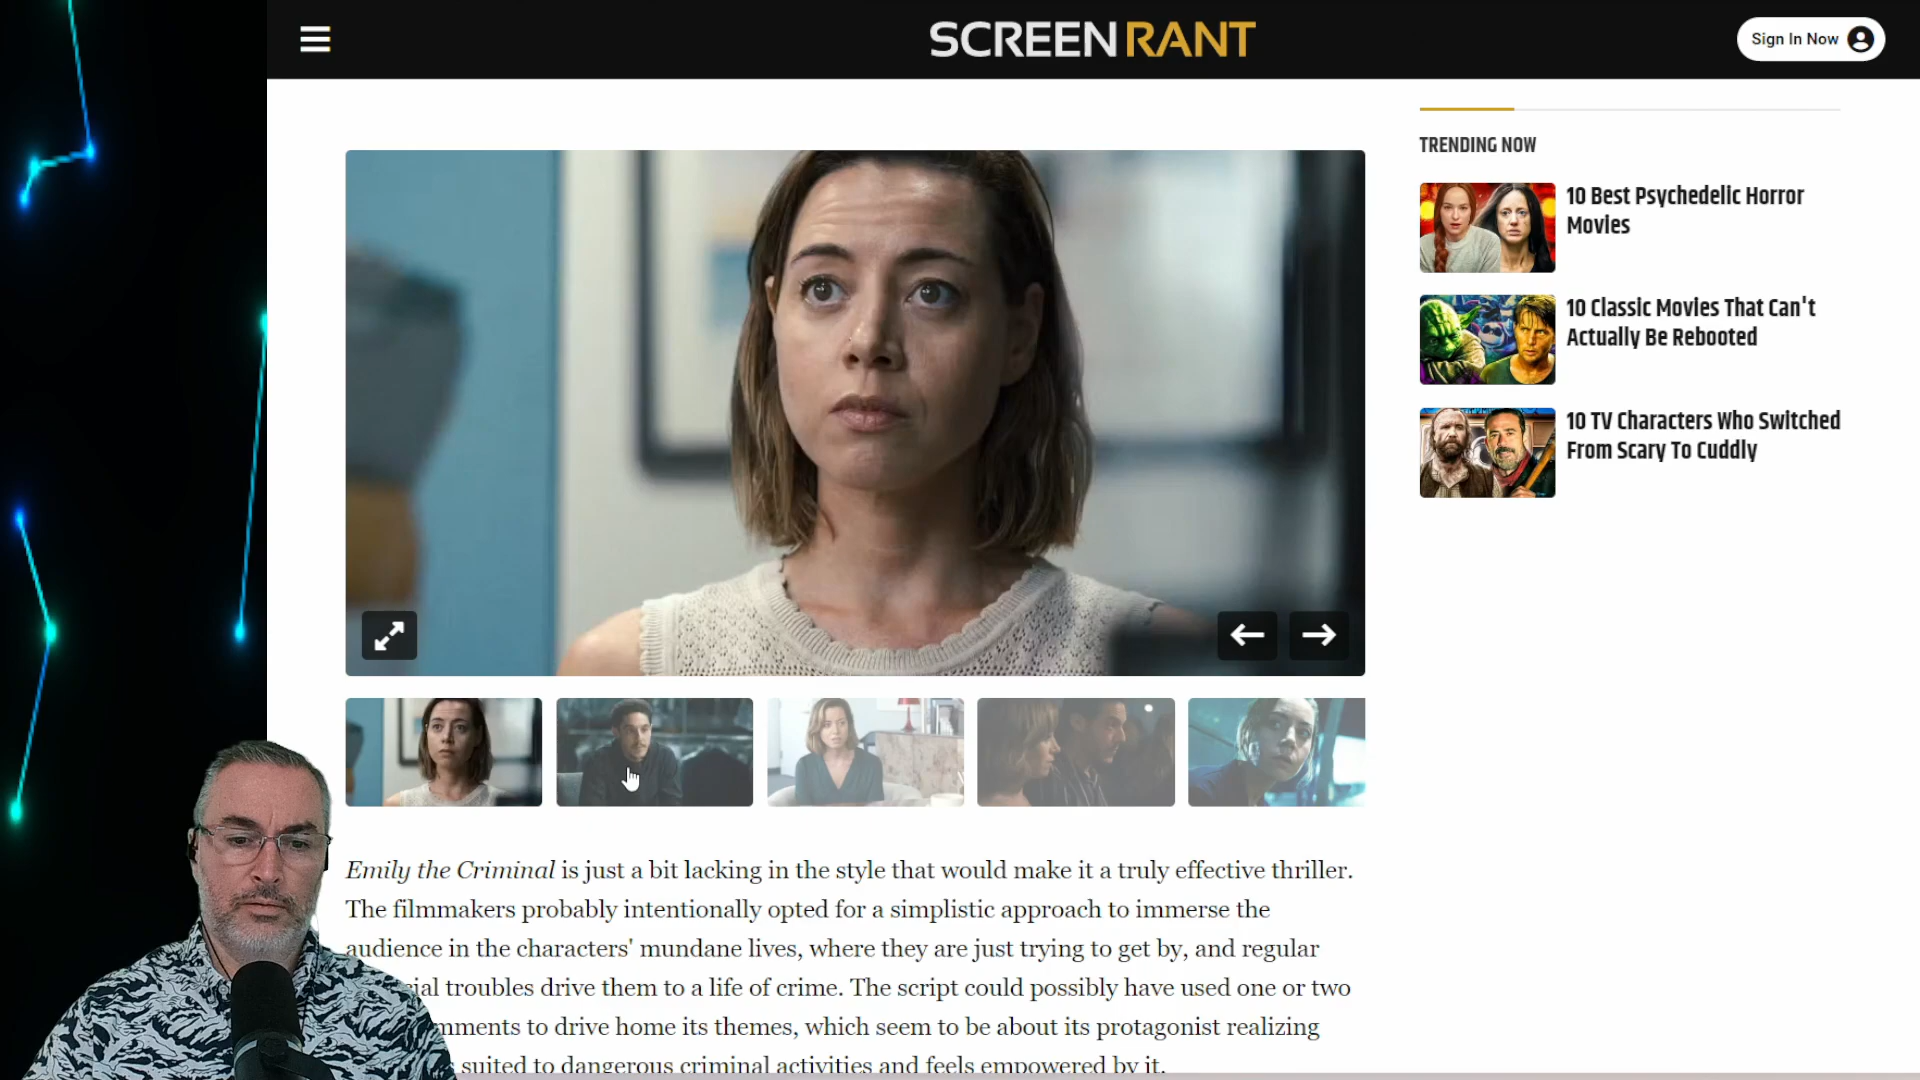 SCREENRANT
Sign In Now
TRENDING NOW
10 Best Psychedelic Horror
Movies
10 Classic Movies That Can't
Actually Be Rebooted
10 TV Characters Who Switched
From Scary To Cuddly
Emily the Criminal is just a bit lacking in the style that would make it a truly effective thriller.
The filmmakers probably intentionally opted for a simplistic approach to immerse the
audience in the characters' mundane lives, where they are just trying to get by, and regular
troubles drive them to a life of crime. The script could possibly have used one or two
to drive home its themes, which seem to be about its protagonist realizing
suited to dangerous criminal activities and feels empowered by it.